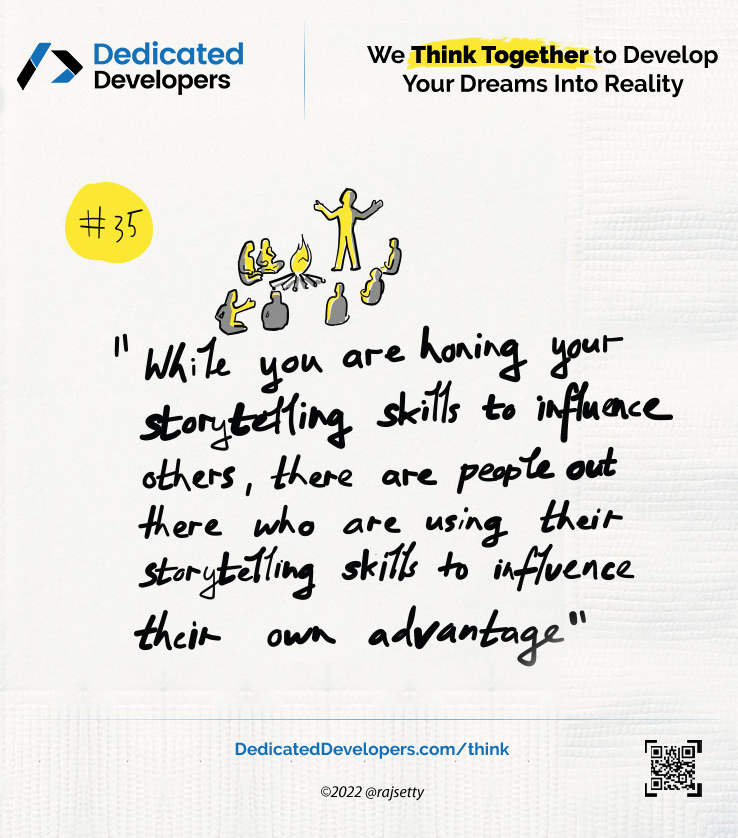 Dedicated
Developers
We Think Together to Develop
Your Dreams Into Reality
#35
"While you are honing your
storytelling skills to influence
others, there are people out
there who are using their
storytelling skills to influence
their own advantage"
DedicatedDevelopers.com/think
©2022 @rajsetty